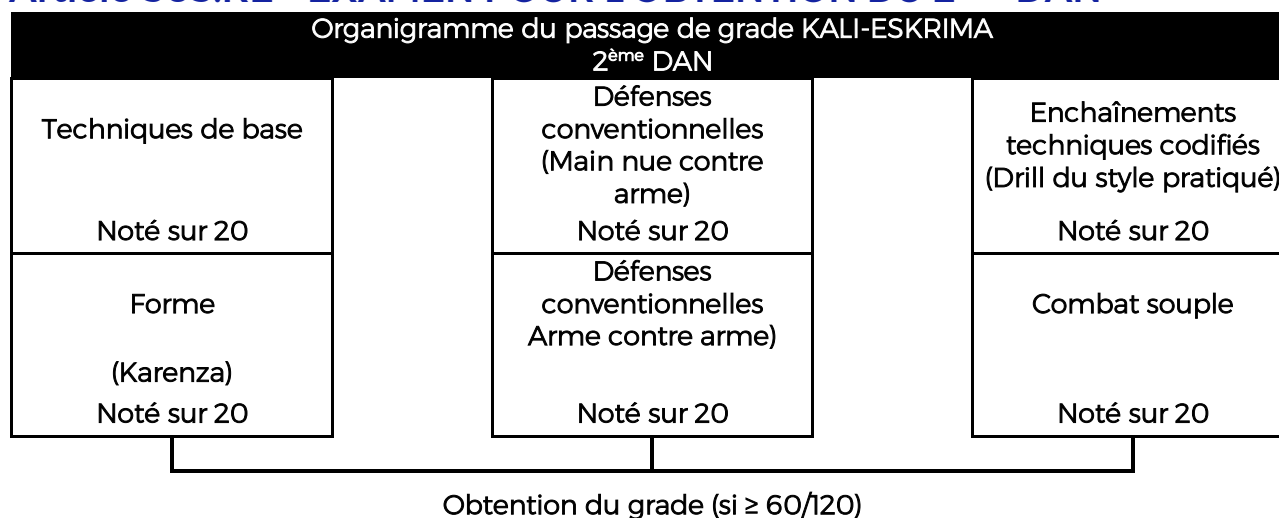 Organigramme du passage de grade KALI-ESKRIMA
2ème DAN
Techniques de base
Noté sur 20
Défenses
conventionnelles
(Main nue contre
arme)
Noté sur 20
Enchaînements
techniques codifiés
(Drill du style pratiqué)
Noté sur 20
Forme
(Karenza)
Noté sur 20
Défenses
conventionnelles
Arme contre arme)
Noté sur 20
Combat souple
Noté sur 20
Obtention du grade (si ≥ 60/120)